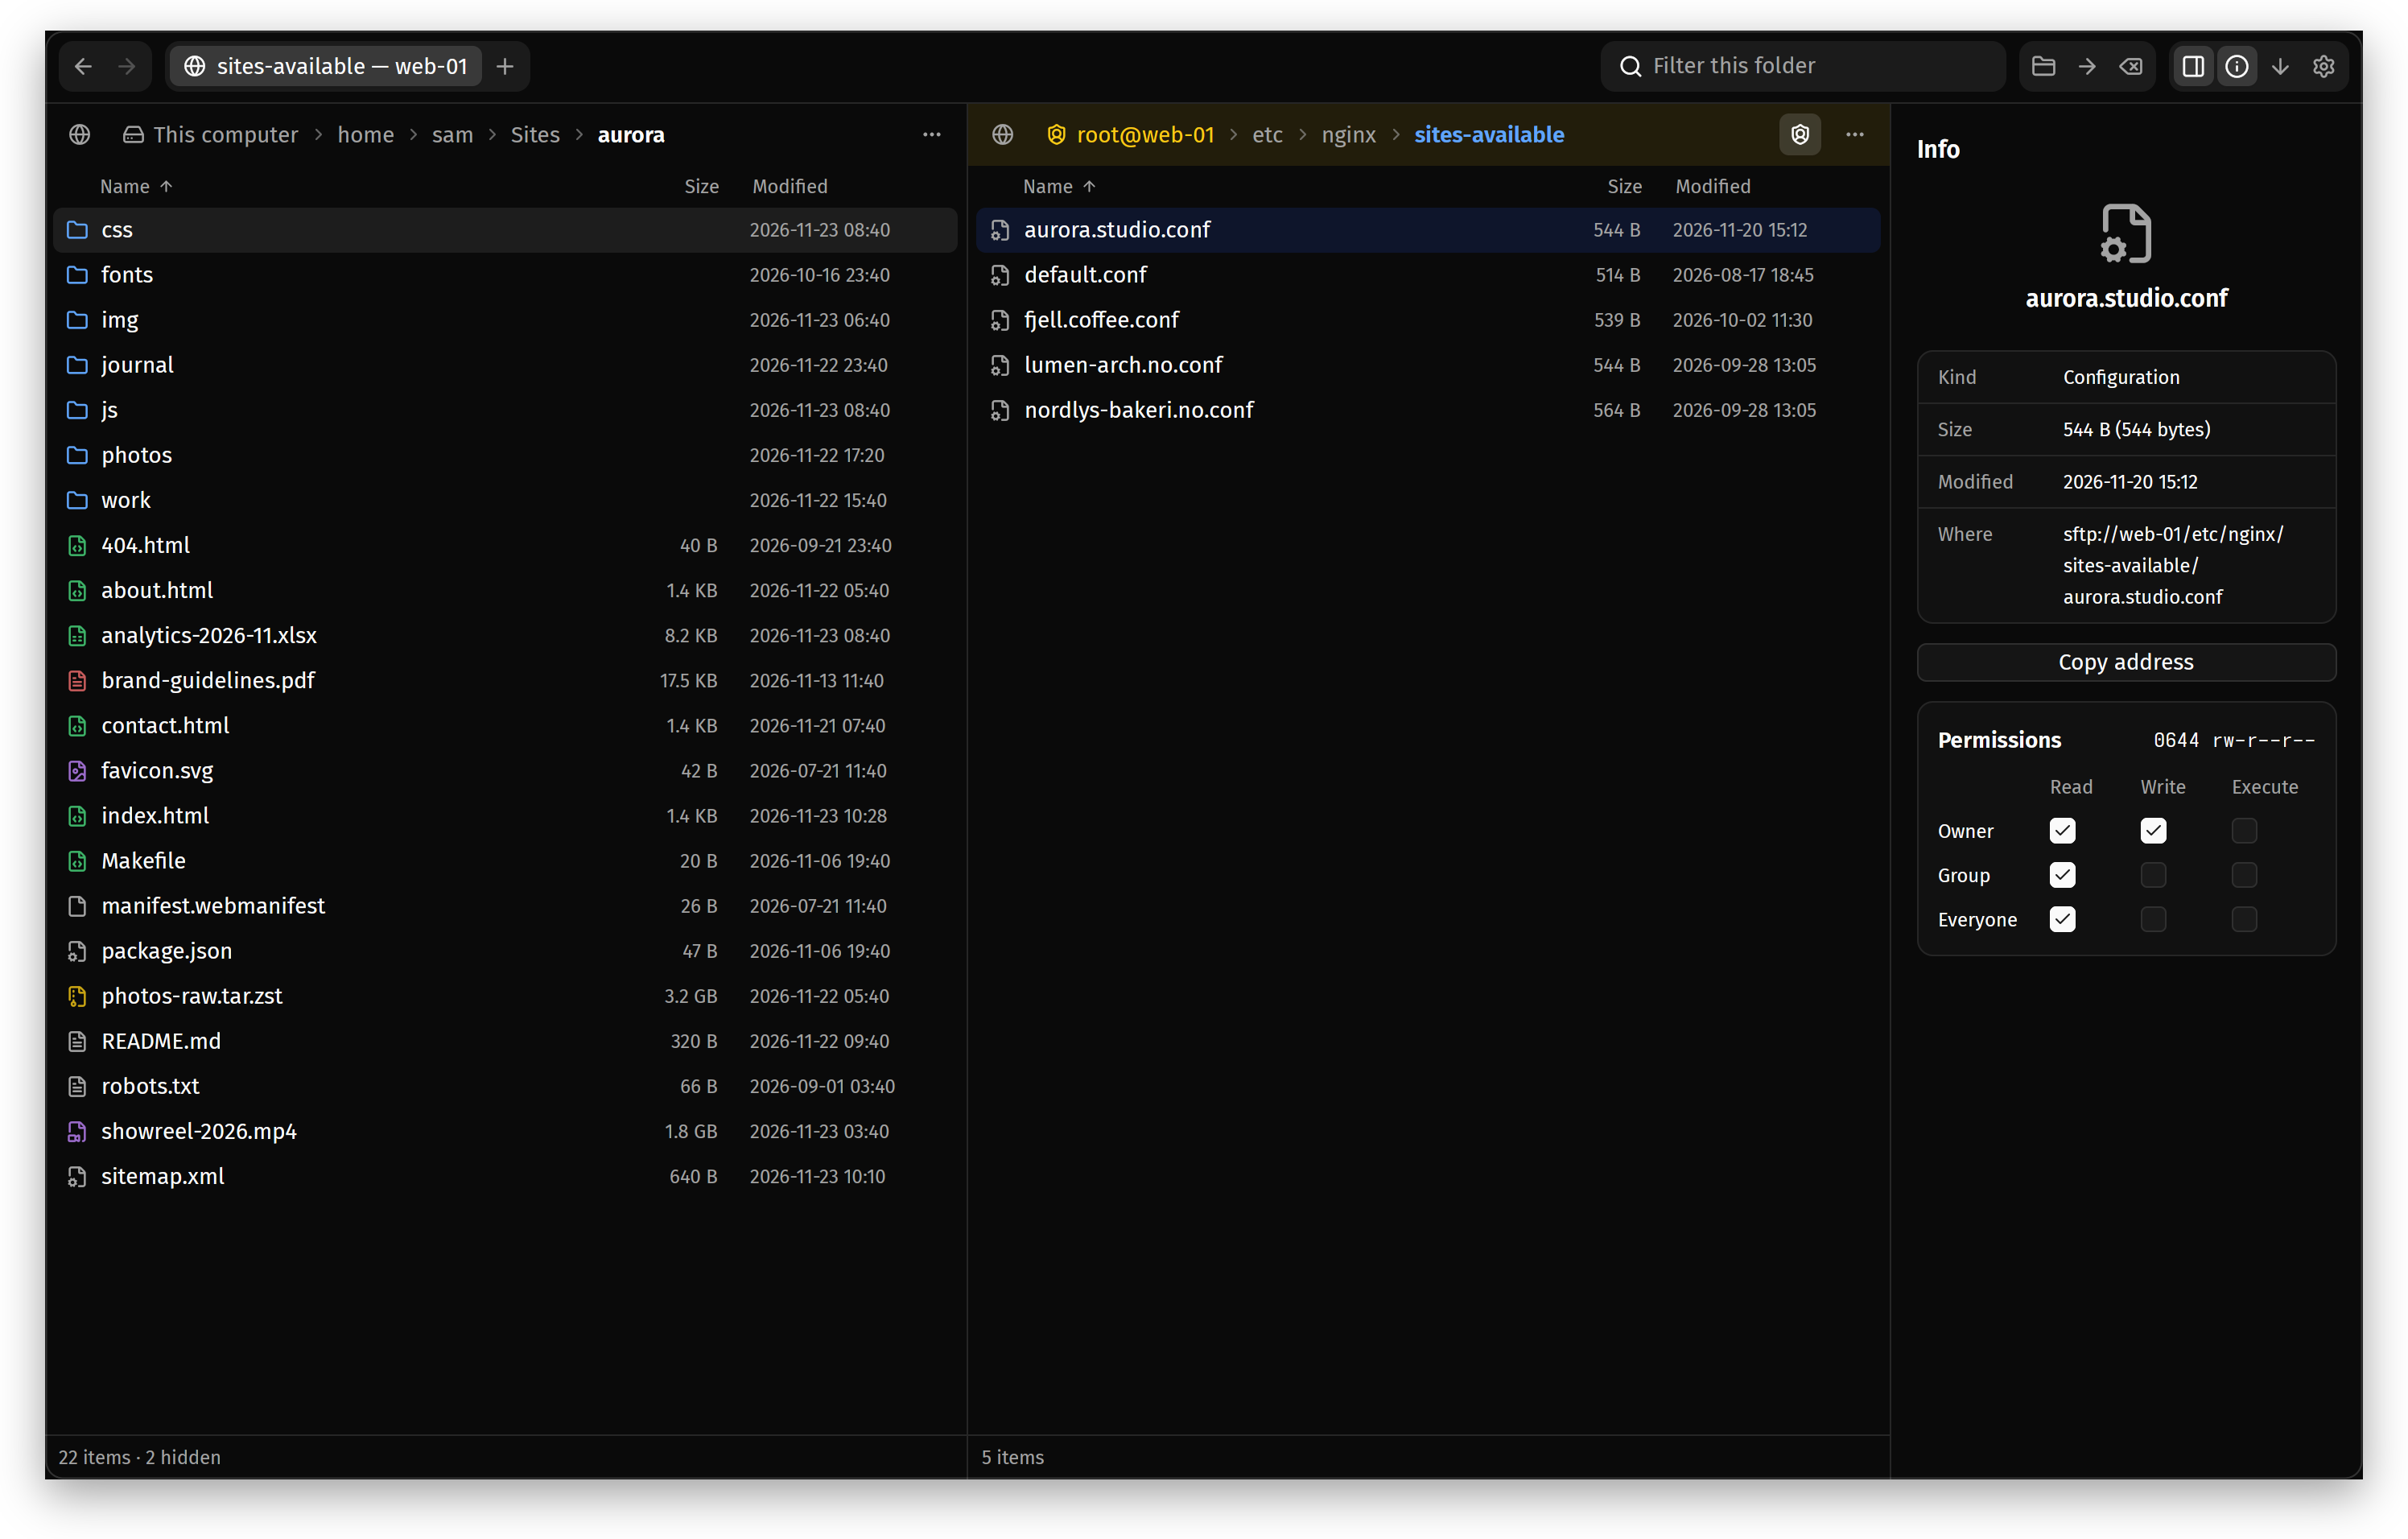 sites-available — web-01
Filter this folder
This computer > home > sam > Sites > aurora
Name ↑ Size Modified
css 2026-11-23 08:40
fonts 2026-10-16 23:40
img 2026-11-23 06:40
journal 2026-11-22 23:40
js 2026-11-23 08:40
photos 2026-11-22 17:20
work 2026-11-22 15:40
404.html 40 B 2026-09-21 23:40
about.html 1.4 KB 2026-11-22 05:40
analytics-2026-11.xlsx 8.2 KB 2026-11-23 08:40
brand-guidelines.pdf 17.5 KB 2026-11-13 11:40
contact.html 1.4 KB 2026-11-21 07:40
favicon.svg 42 B 2026-07-21 11:40
index.html 1.4 KB 2026-11-23 10:28
Makefile 20 B 2026-11-06 19:40
manifest.webmanifest 26 B 2026-07-21 11:40
package.json 47 B 2026-11-06 19:40
photos-raw.tar.zst 3.2 GB 2026-11-22 05:40
README.md 320 B 2026-11-22 09:40
robots.txt 66 B 2026-09-01 03:40
showreel-2026.mp4 1.8 GB 2026-11-23 03:40
sitemap.xml 640 B 2026-11-23 10:10
22 items · 2 hidden
root@web-01 > etc > nginx > sites-available
Name ↑ Size Modified
aurora.studio.conf 544 B 2026-11-20 15:12
default.conf 514 B 2026-08-17 18:45
fjell.coffee.conf 539 B 2026-10-02 11:30
lumen-arch.no.conf 544 B 2026-09-28 13:05
nordlys-bakeri.no.conf 564 B 2026-09-28 13:05
5 items
Info
aurora.studio.conf
Kind Configuration
Size 544 B (544 bytes)
Modified 2026-11-20 15:12
Where sftp://web-01/etc/nginx/
sites-available/
aurora.studio.conf
Copy address
Permissions 0644 rw-r--r--
Read Write Execute
Owner
Group
Everyone